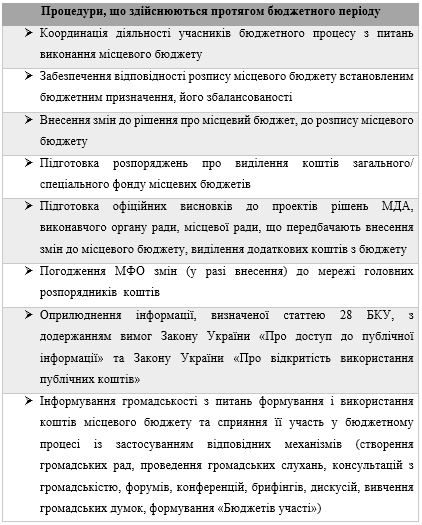 Процедури, що здійснюються протягом бюджетного періоду
➢ Координація діяльності учасників бюджетного процесу з питань
виконання місцевого бюджету
➢ Забезпечення відповідності розпису місцевого бюджету встановленим
бюджетним призначення, його збалансованості
➢ Внесення змін до рішення про місцевий бюджет, до розпису місцевого
бюджету
➢ Підготовка розпоряджень про виділення коштів загального/
спеціального фонду місцевих бюджетів
➢ Підготовка офіційних висновків до проектів рішень МДА,
виконавчого органу ради, місцевої ради, що передбачають внесення
змін до місцевого бюджету, виділення додаткових коштів з бюджету
➢ Погодження МФО змін (у разі внесення) до мережі головних
розпорядників коштів
➢ Оприлюднення інформації, визначеної статтею 28 БКУ, з
додержанням вимог Закону України «Про доступ до публічної
інформації» та Закону України «Про відкритість використання
публічних коштів»
➢ Інформування громадськості з питань формування і використання
коштів місцевого бюджету та сприяння її участь у бюджетному
процесі із застосуванням відповідних механізмів (створення
громадських рад, проведення громадських слухань, консультацій з
громадськістю, форумів, конференцій, брифінгів, дискусій, вивчення
громадських думок, формування «Бюджетів участі»)